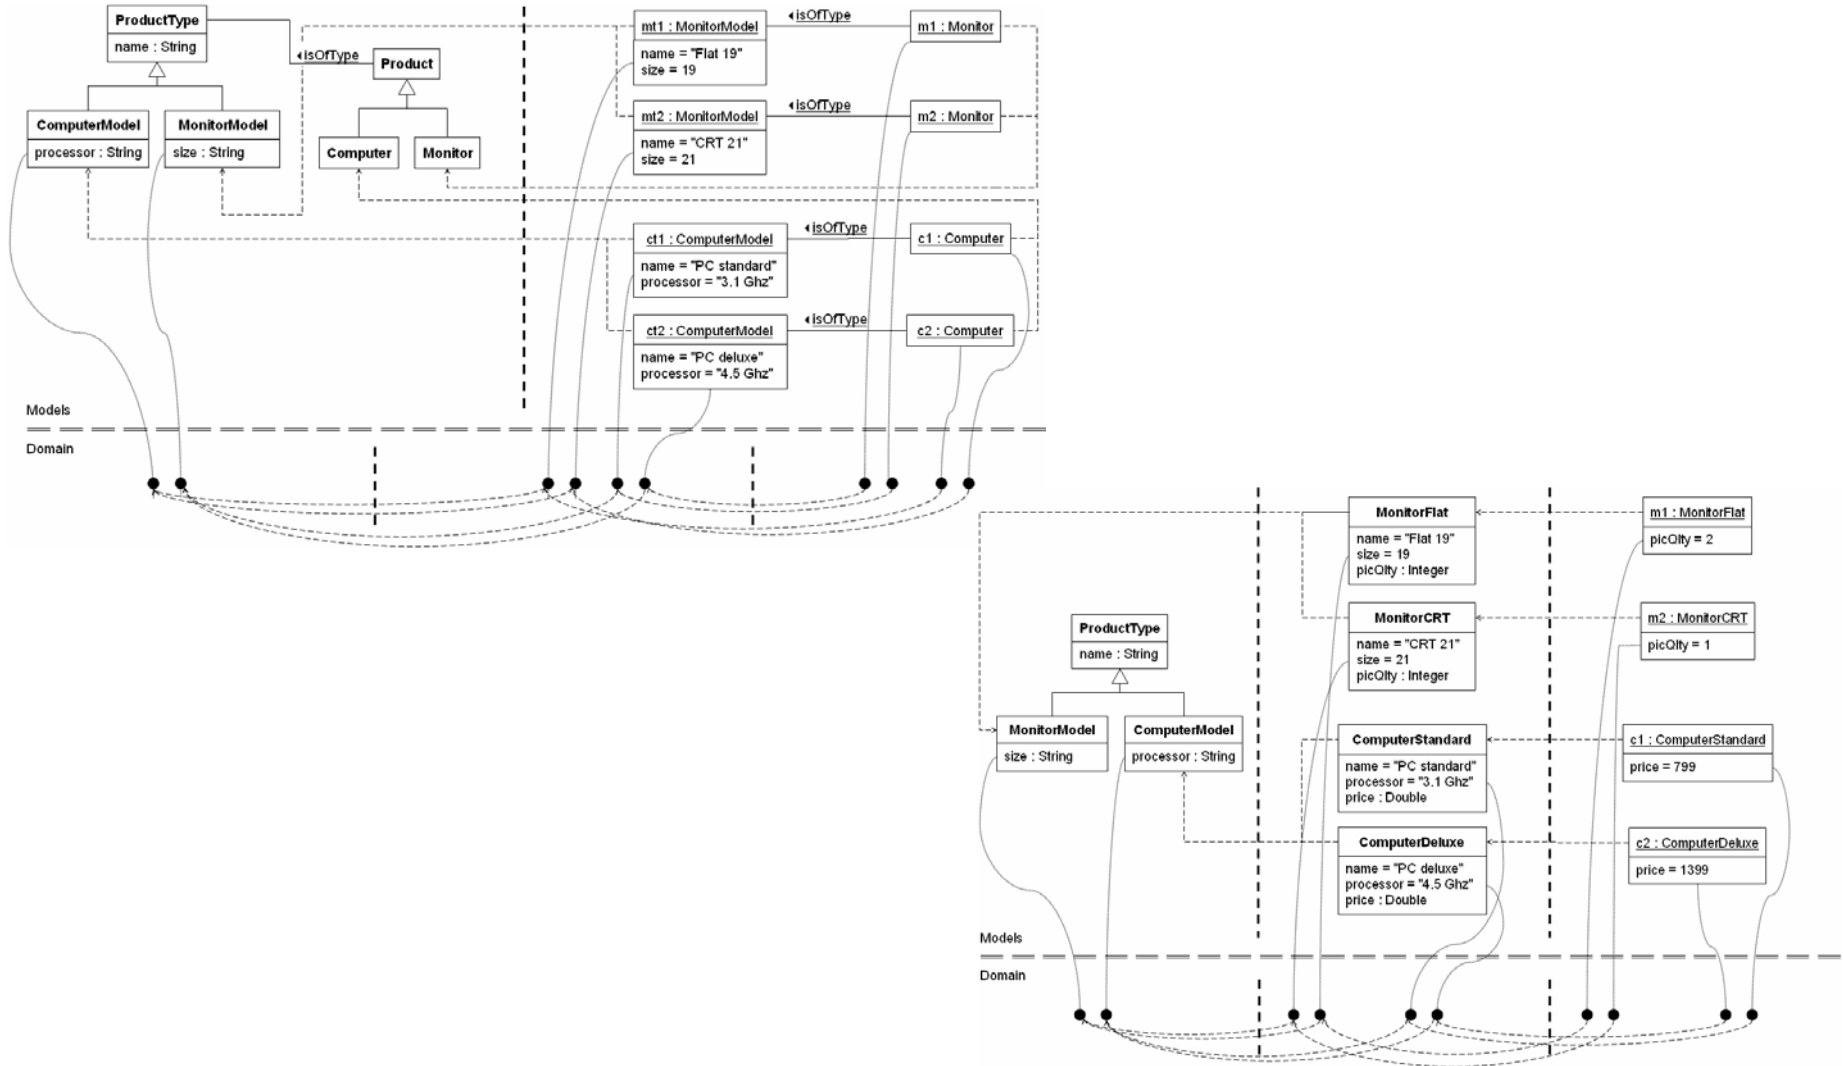 ProductType
name : String
isOfType
Product
ComputerModel
processor : String
MonitorModel
size : String
Computer
Monitor
mt1 : MonitorModel
name = "Flat 19"
size = 19
isOfType
m1 : Monitor
mt2 : MonitorModel
name = "CRT 21"
size = 21
isOfType
m2 : Monitor
ct1 : ComputerModel
name = "PC standard"
processor = "3.1 Ghz"
isOfType
c1 : Computer
ct2 : ComputerModel
name = "PC deluxe"
processor = "4.5 Ghz"
isOfType
c2 : Computer
Models
Domain
ProductType
name : String
MonitorModel
size : String
ComputerModel
processor : String
MonitorFlat
name = "Flat 19"
size = 19
picQlty : Integer
m1 : MonitorFlat
picQlty = 2
MonitorCRT
name = "CRT 21"
size = 21
picQlty : Integer
m2 : MonitorCRT
picQlty = 1
ComputerStandard
name = "PC standard"
processor = "3.1 Ghz"
price : Double
c1 : ComputerStandard
price = 799
ComputerDeluxe
name = "PC deluxe"
processor = "4.5 Ghz"
price : Double
c2 : ComputerDeluxe
price = 1399
Models
Domain